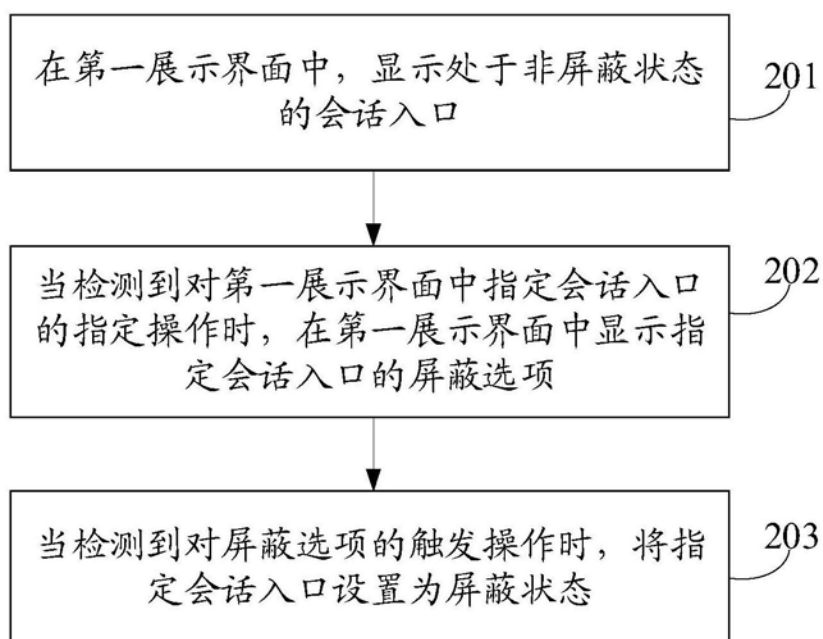 在第一展示界面中，显示处于非屏蔽状态
的会话入口
201
当检测到对第一展示界面中指定会话入口
的指定操作时，在第一展示界面中显示指
定会话入口的屏蔽选项
202
当检测到对屏蔽选项的触发操作时，将指
定会话入口设置为屏蔽状态
203